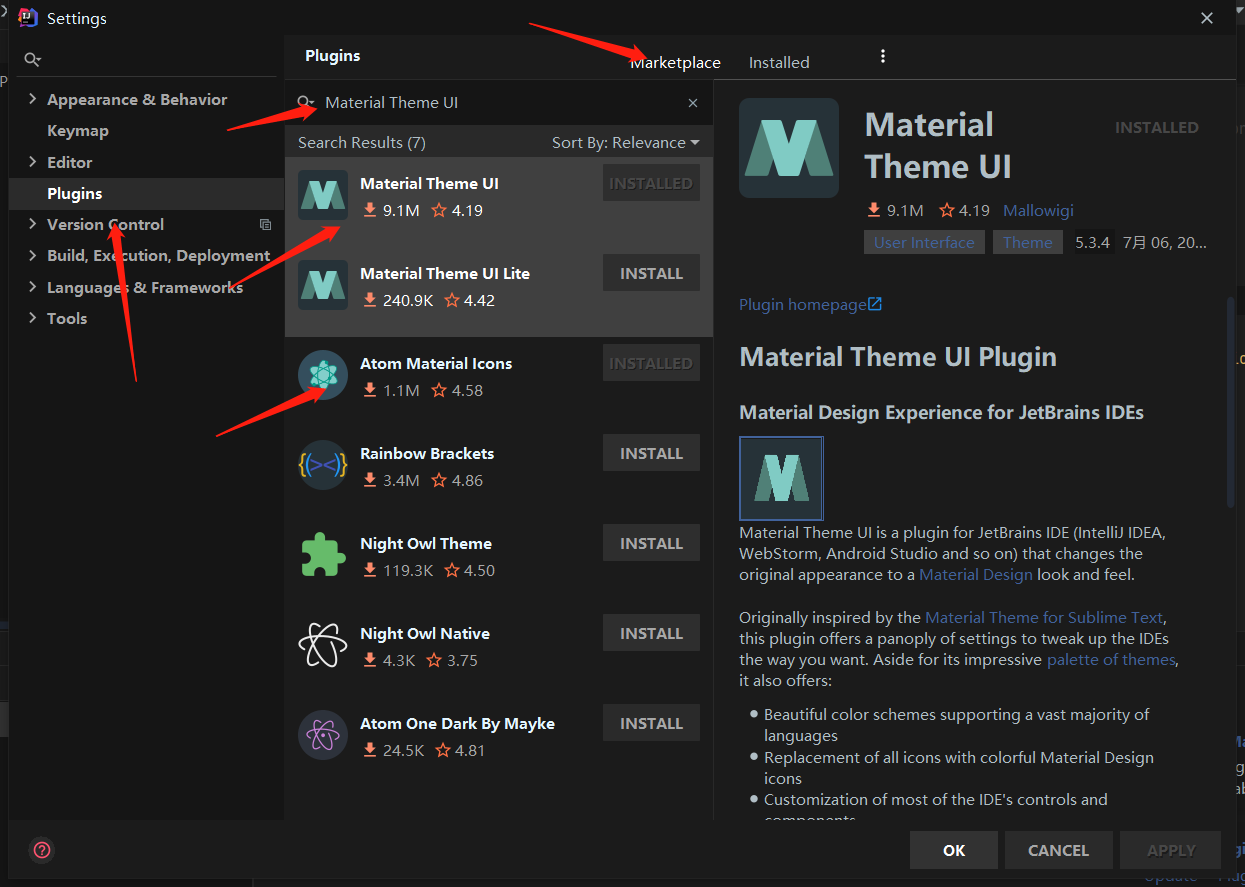 Settings
Plugins
Marketplace
Installed
Appearance & Behavior
Keymap
Editor
Plugins
Version Control
Build, Execution, Deployment
Languages & Frameworks
Tools
Material Theme UI
Search Results (7)
Sort By: Relevance
Material Theme UI
9.1M
4.19
INSTALLED
Material Theme UI Lite
240.9K
4.42
INSTALL
Atom Material Icons
1.1M
4.58
INSTALLED
Rainbow Brackets
3.4M
4.86
INSTALL
Night Owl Theme
119.3K
4.50
INSTALL
Night Owl Native
4.3K
3.75
INSTALL
Atom One Dark By Mayke
24.5K
4.81
INSTALL
Material
Theme UI
INSTALLED
9.1M
4.19
Mallowigi
User Interface
Theme
5.3.4
7月 06, 20...
Plugin homepage
Material Theme UI Plugin
Material Design Experience for JetBrains IDEs
Material Theme UI is a plugin for JetBrains IDE (IntelliJ IDEA,
WebStorm, Android Studio and so on) that changes the
original appearance to a Material Design look and feel.
Originally inspired by the Material Theme for Sublime Text,
this plugin offers a panoply of settings to tweak up the IDEs
the way you want. Aside for its impressive palette of themes,
it also offers:
Beautiful color schemes supporting a vast majority of
languages
Replacement of all icons with colorful Material Design
icons
Customization of most of the IDE's controls and
components
OK
CANCEL
APPLY